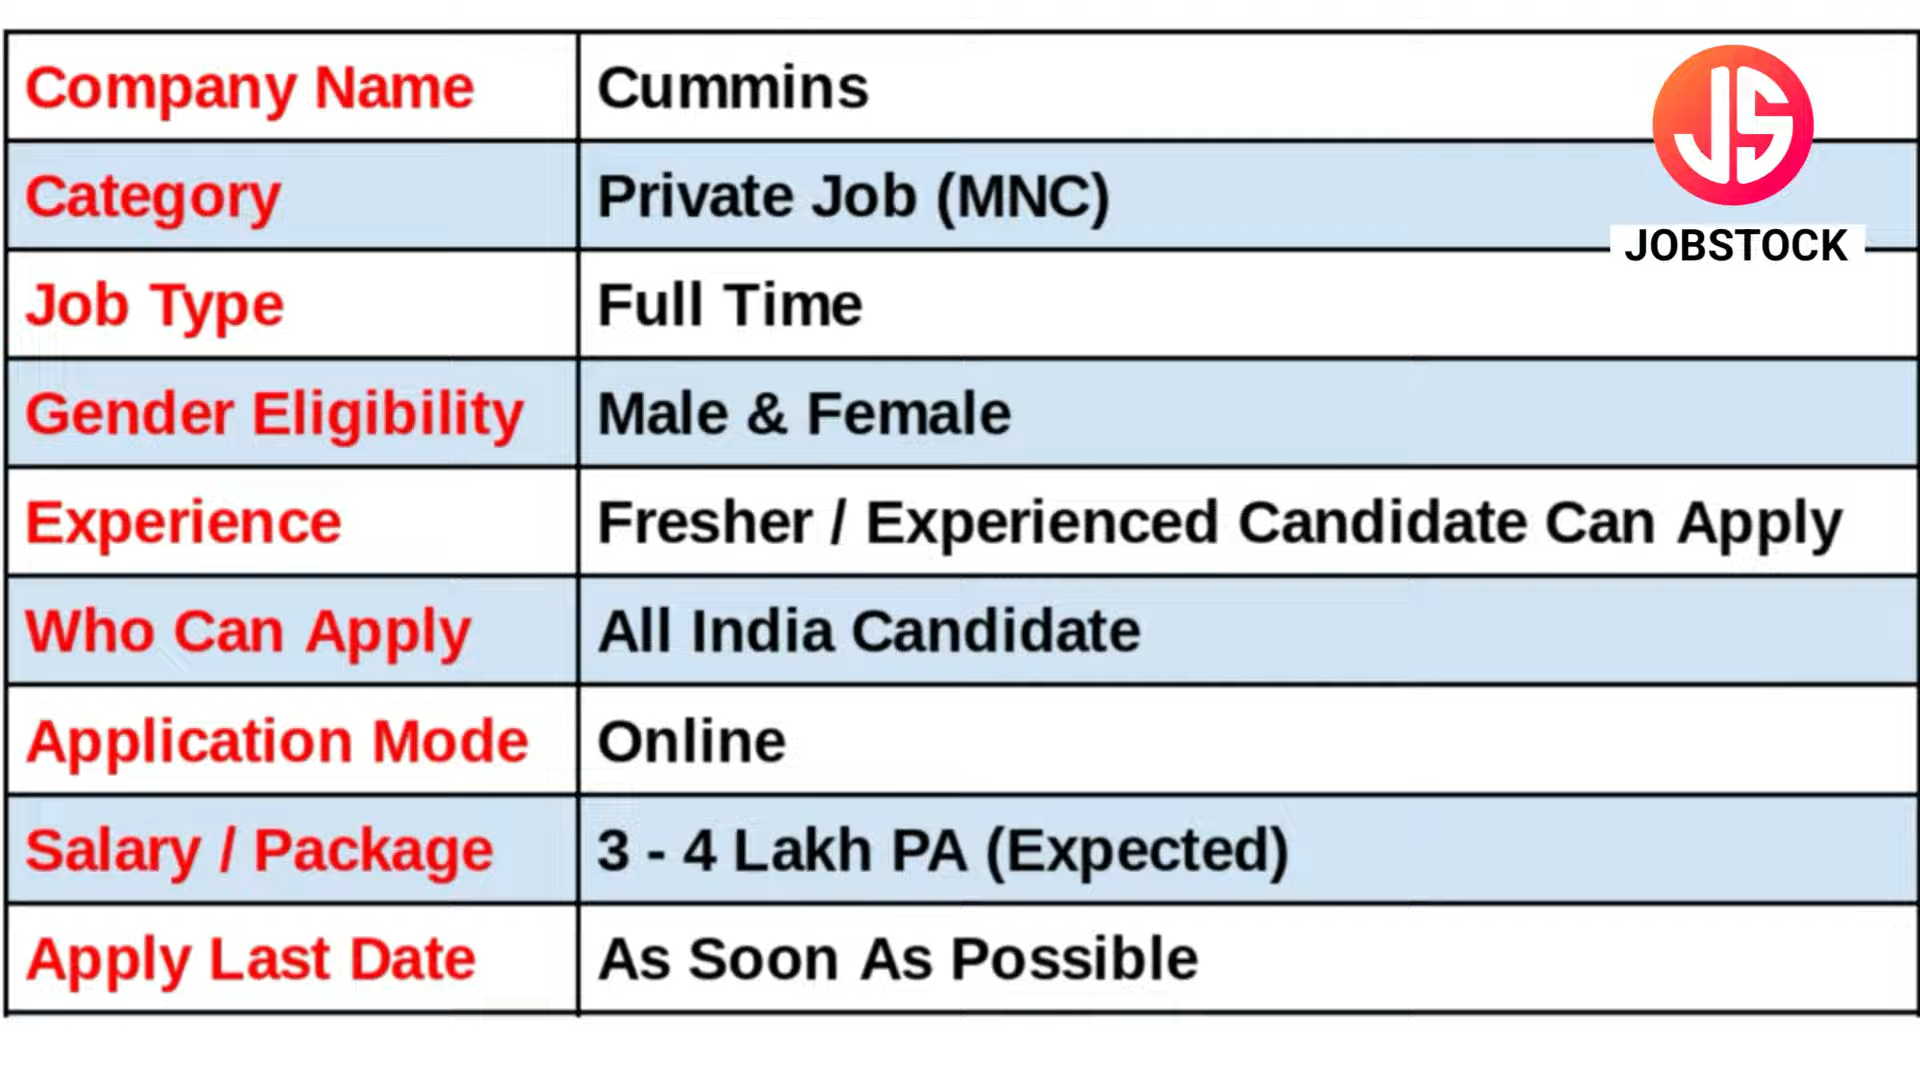 Company Name Cummins
Category Private Job (MNC)
JS
JOBSTOCK
Job Type Full Time
Gender Eligibility Male & Female
Experience Fresher / Experienced Candidate Can Apply
Who Can Apply All India Candidate
Application Mode Online
Salary / Package 3 - 4 Lakh PA (Expected)
Apply Last Date As Soon As Possible